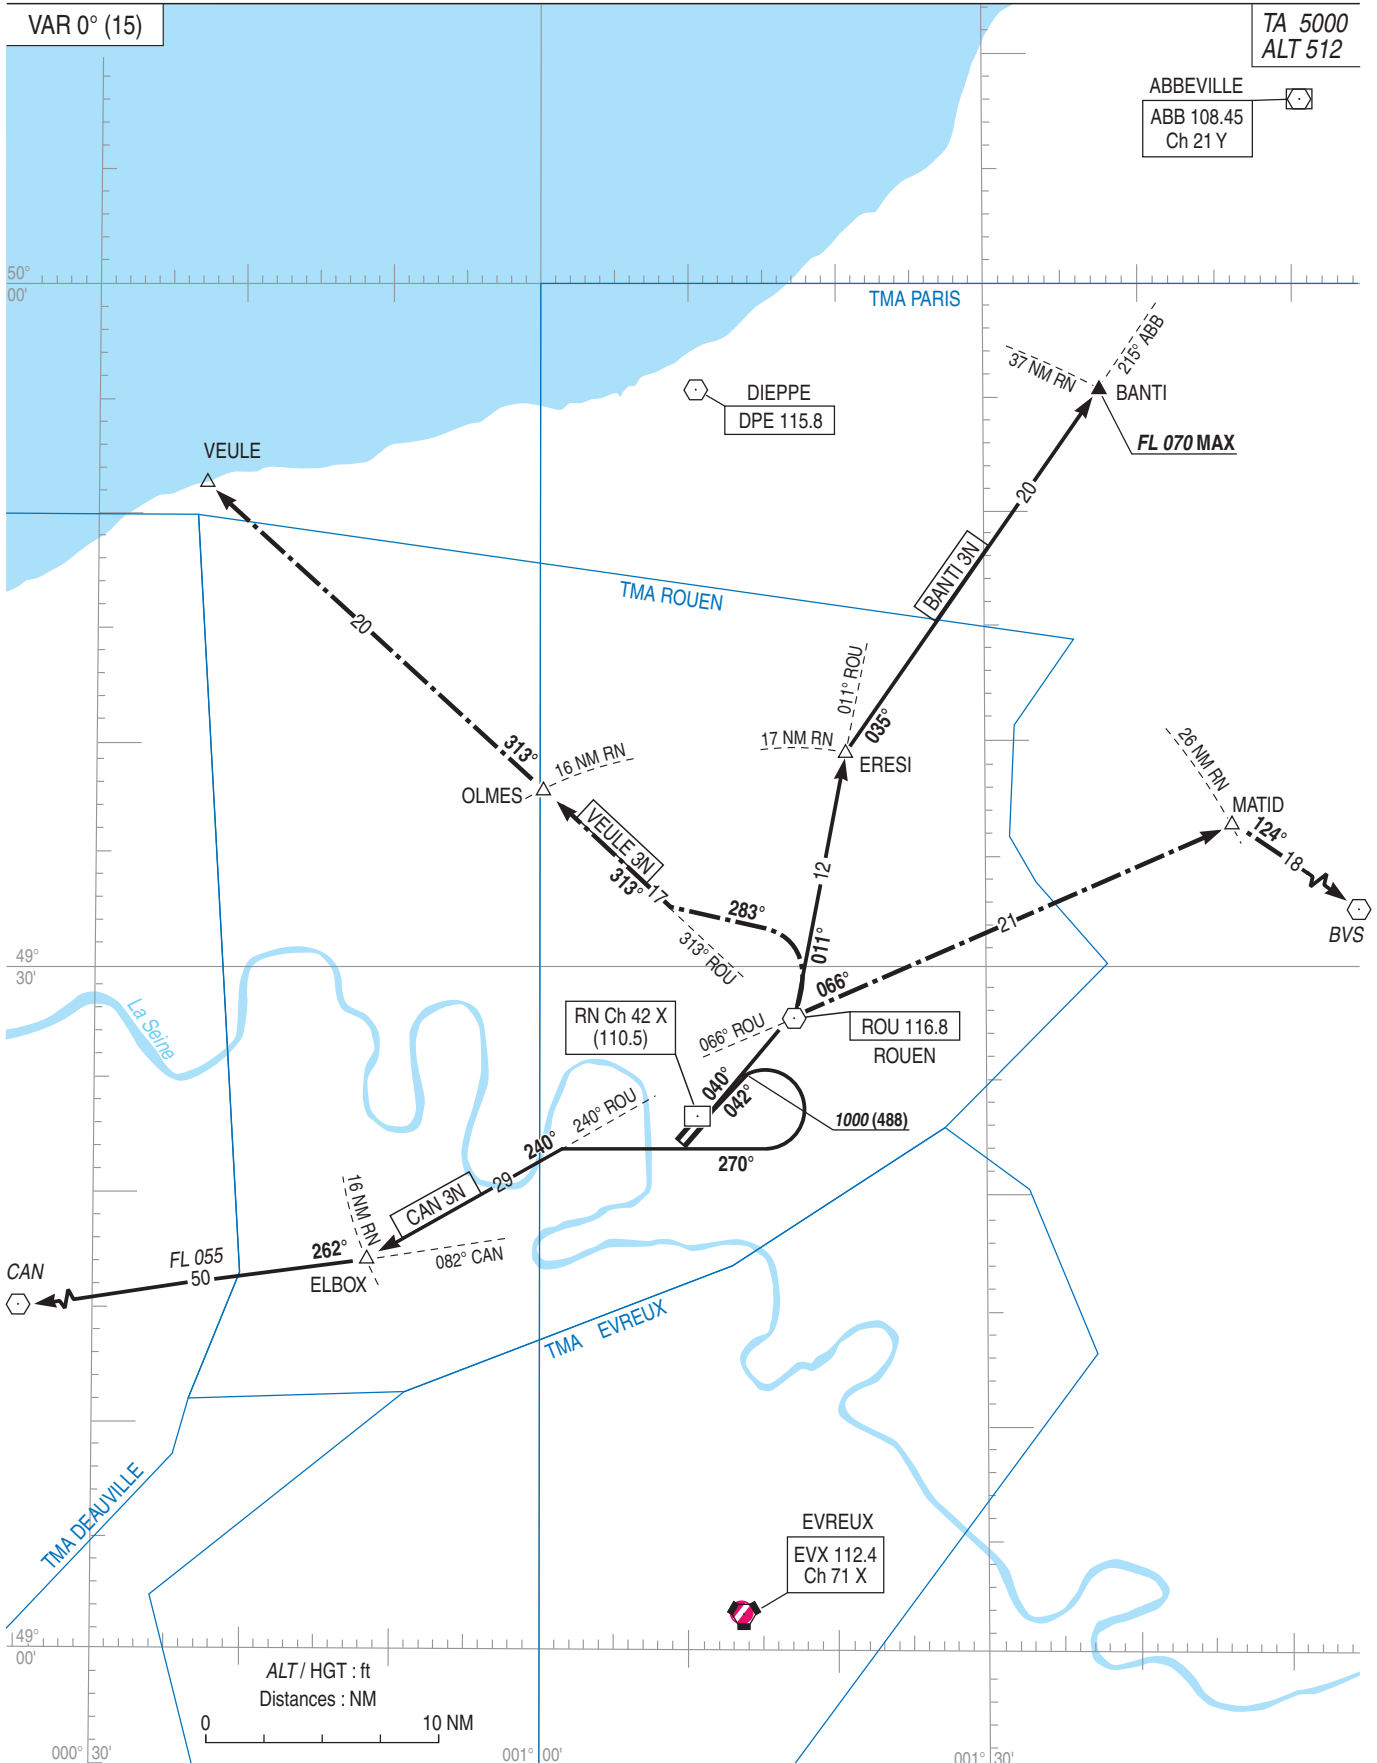 VAR 0° (15)
TA 5000
ALT 512
ABBEVILLE
ABB 108.45
Ch 21 Y
50°
00'
TMA PARIS
37 NM RN
215° ABB
BANTI
FL 070 MAX
DIEPPE
DPE 115.8
VEULE
20
BANTI 3N
TMA ROUEN
20
011° ROU
035°
17 NM RN
ERESI
313°
16 NM RN
OLMES
26 NM RN
MATID
124°
18
BVS
VEULE 3N
313°
17
12
283°
011°
313° ROU
21
49°
30'
066°
La Seine
RN Ch 42 X
(110.5)
066° ROU
ROU 116.8
ROUEN
040°
042°
1000 (488)
240° ROU
240°
270°
29
CAN 3N
16 NM RN
082° CAN
262°
ELBOX
FL 055
50
CAN
TMA EVREUX
TMA DEAUVILLE
EVREUX
EVX 112.4
Ch 71 X
49°
00'
ALT / HGT : ft
Distances : NM
0
10 NM
000° 30'
001° 00'
001° 30'